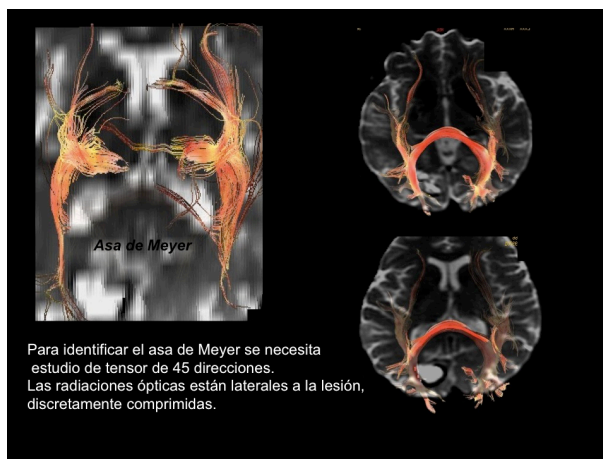 Asa de Meyer
Para identificar el asa de Meyer se necesita
estudio de tensor de 45 direcciones.
Las radiaciones ópticas están laterales a la lesión,
discretamente comprimidas.